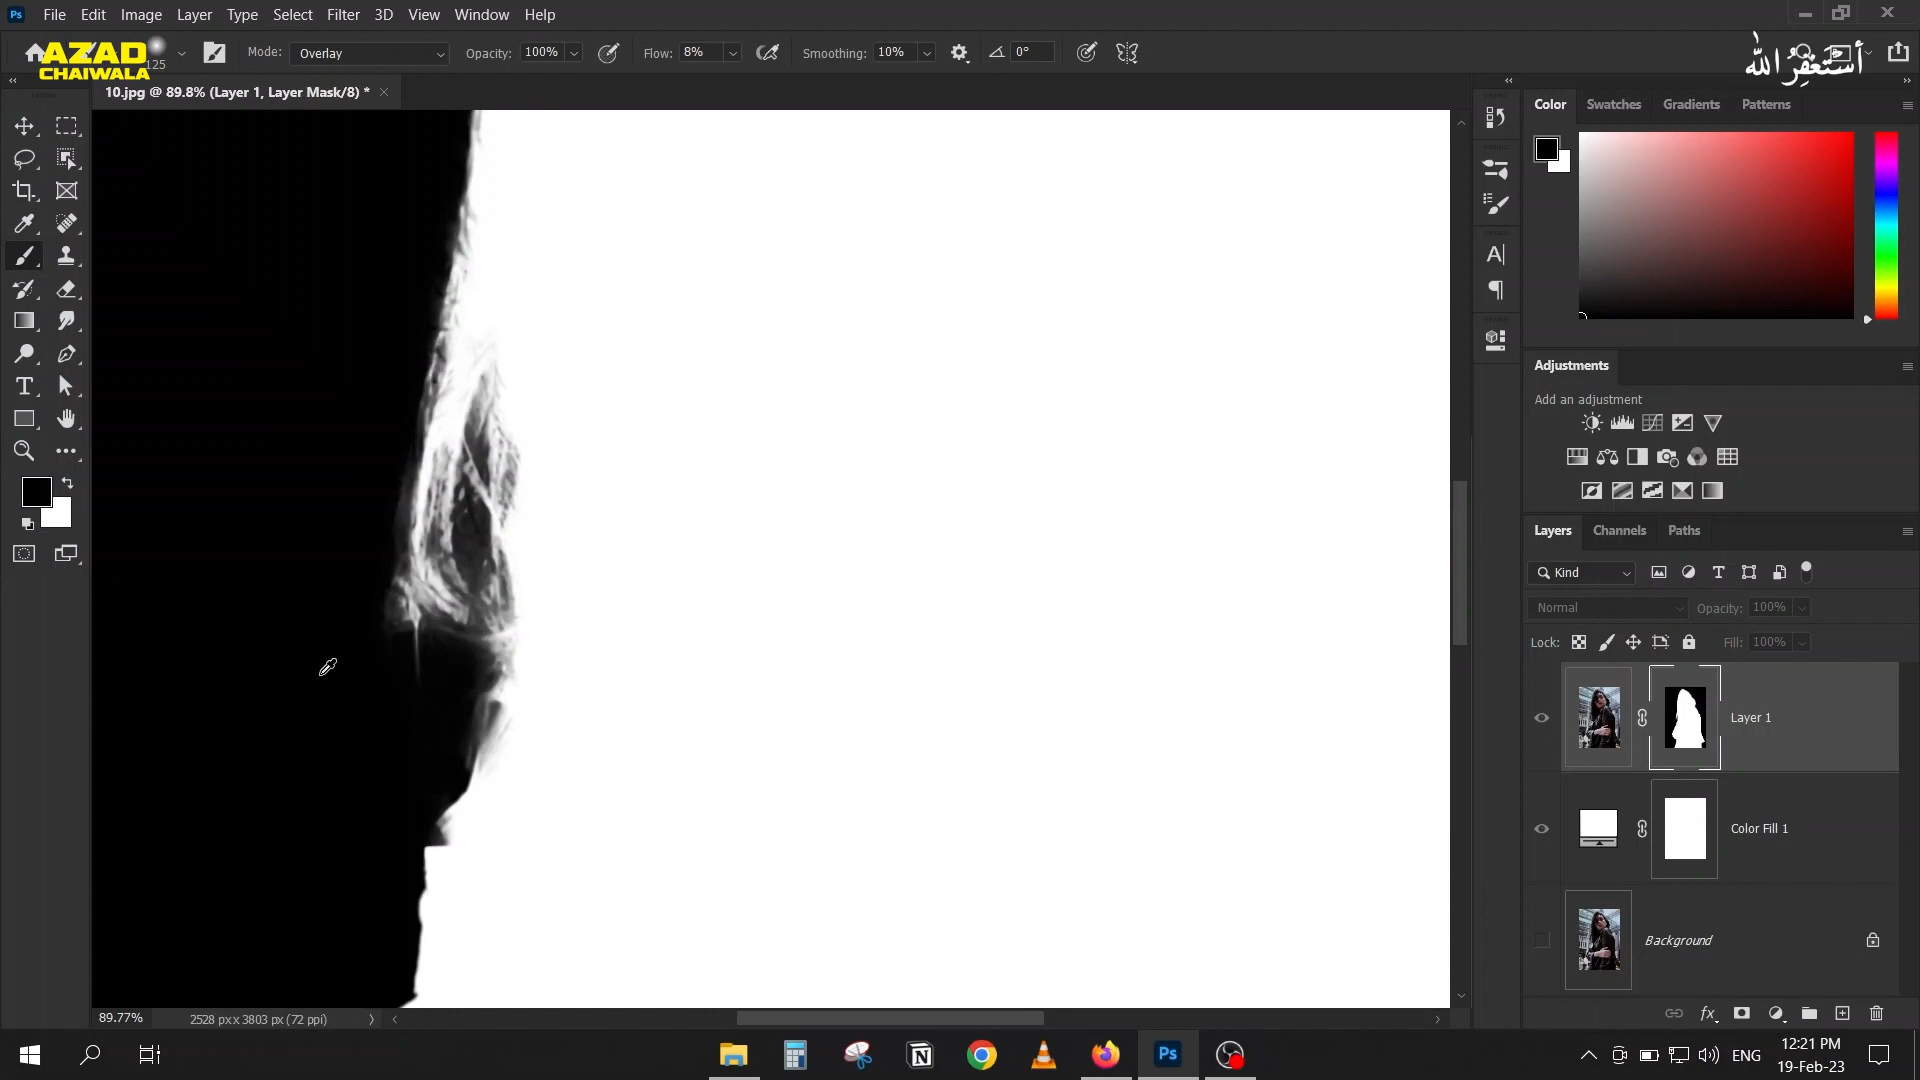 Ps File Edit Image Layer Type Select Filter 3D View Window Help
AZAD
CHAIWALA
125
Mode: Overlay Opacity: 100% Flow: 8% Smoothing: 10% 0°
أستغفر الله
10.jpg @ 89.8% (Layer 1, Layer Mask/8) *
Color Swatches Gradients Patterns
Adjustments
Add an adjustment
Layers Channels Paths
Kind
Normal Opacity: 100%
Lock: Fill: 100%
Layer 1
Color Fill 1
Background
89.77% 2528 px x 3803 px (72 ppi)
fx
Ps
ENG
12:21 PM
19-Feb-23